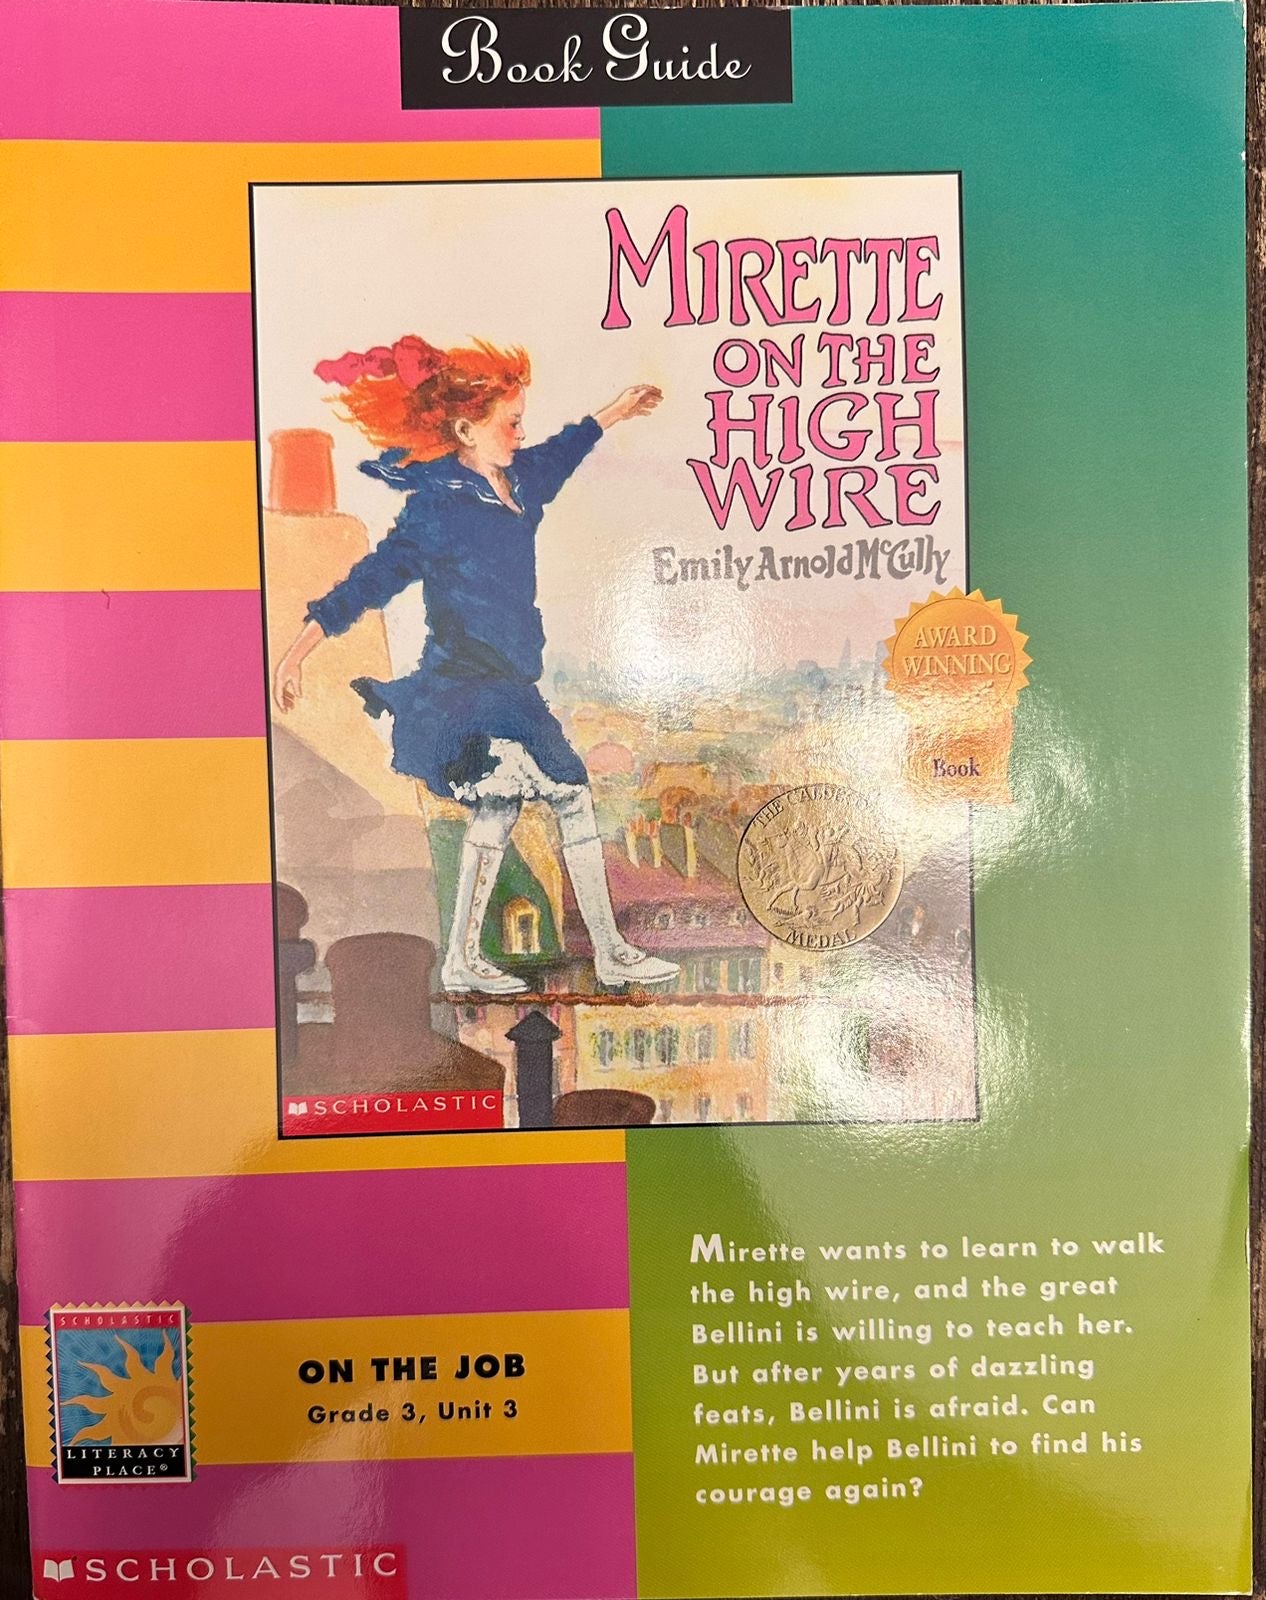 Book Guide
MIRETTE
ON THE
HIGH
WIRE
Emily Arnold McCully
AWARD
WINNING
Book
THE CALDECOTT
MEDAL
SCHOLASTIC
Mirette wants to learn to walk
the high wire, and the great
Bellini is willing to teach her.
But after years of dazzling
feats, Bellini is afraid. Can
Mirette help Bellini to find his
courage again?
SCHOLASTIC
LITERACY
PLACE®
ON THE JOB
Grade 3, Unit 3
SCHOLASTIC